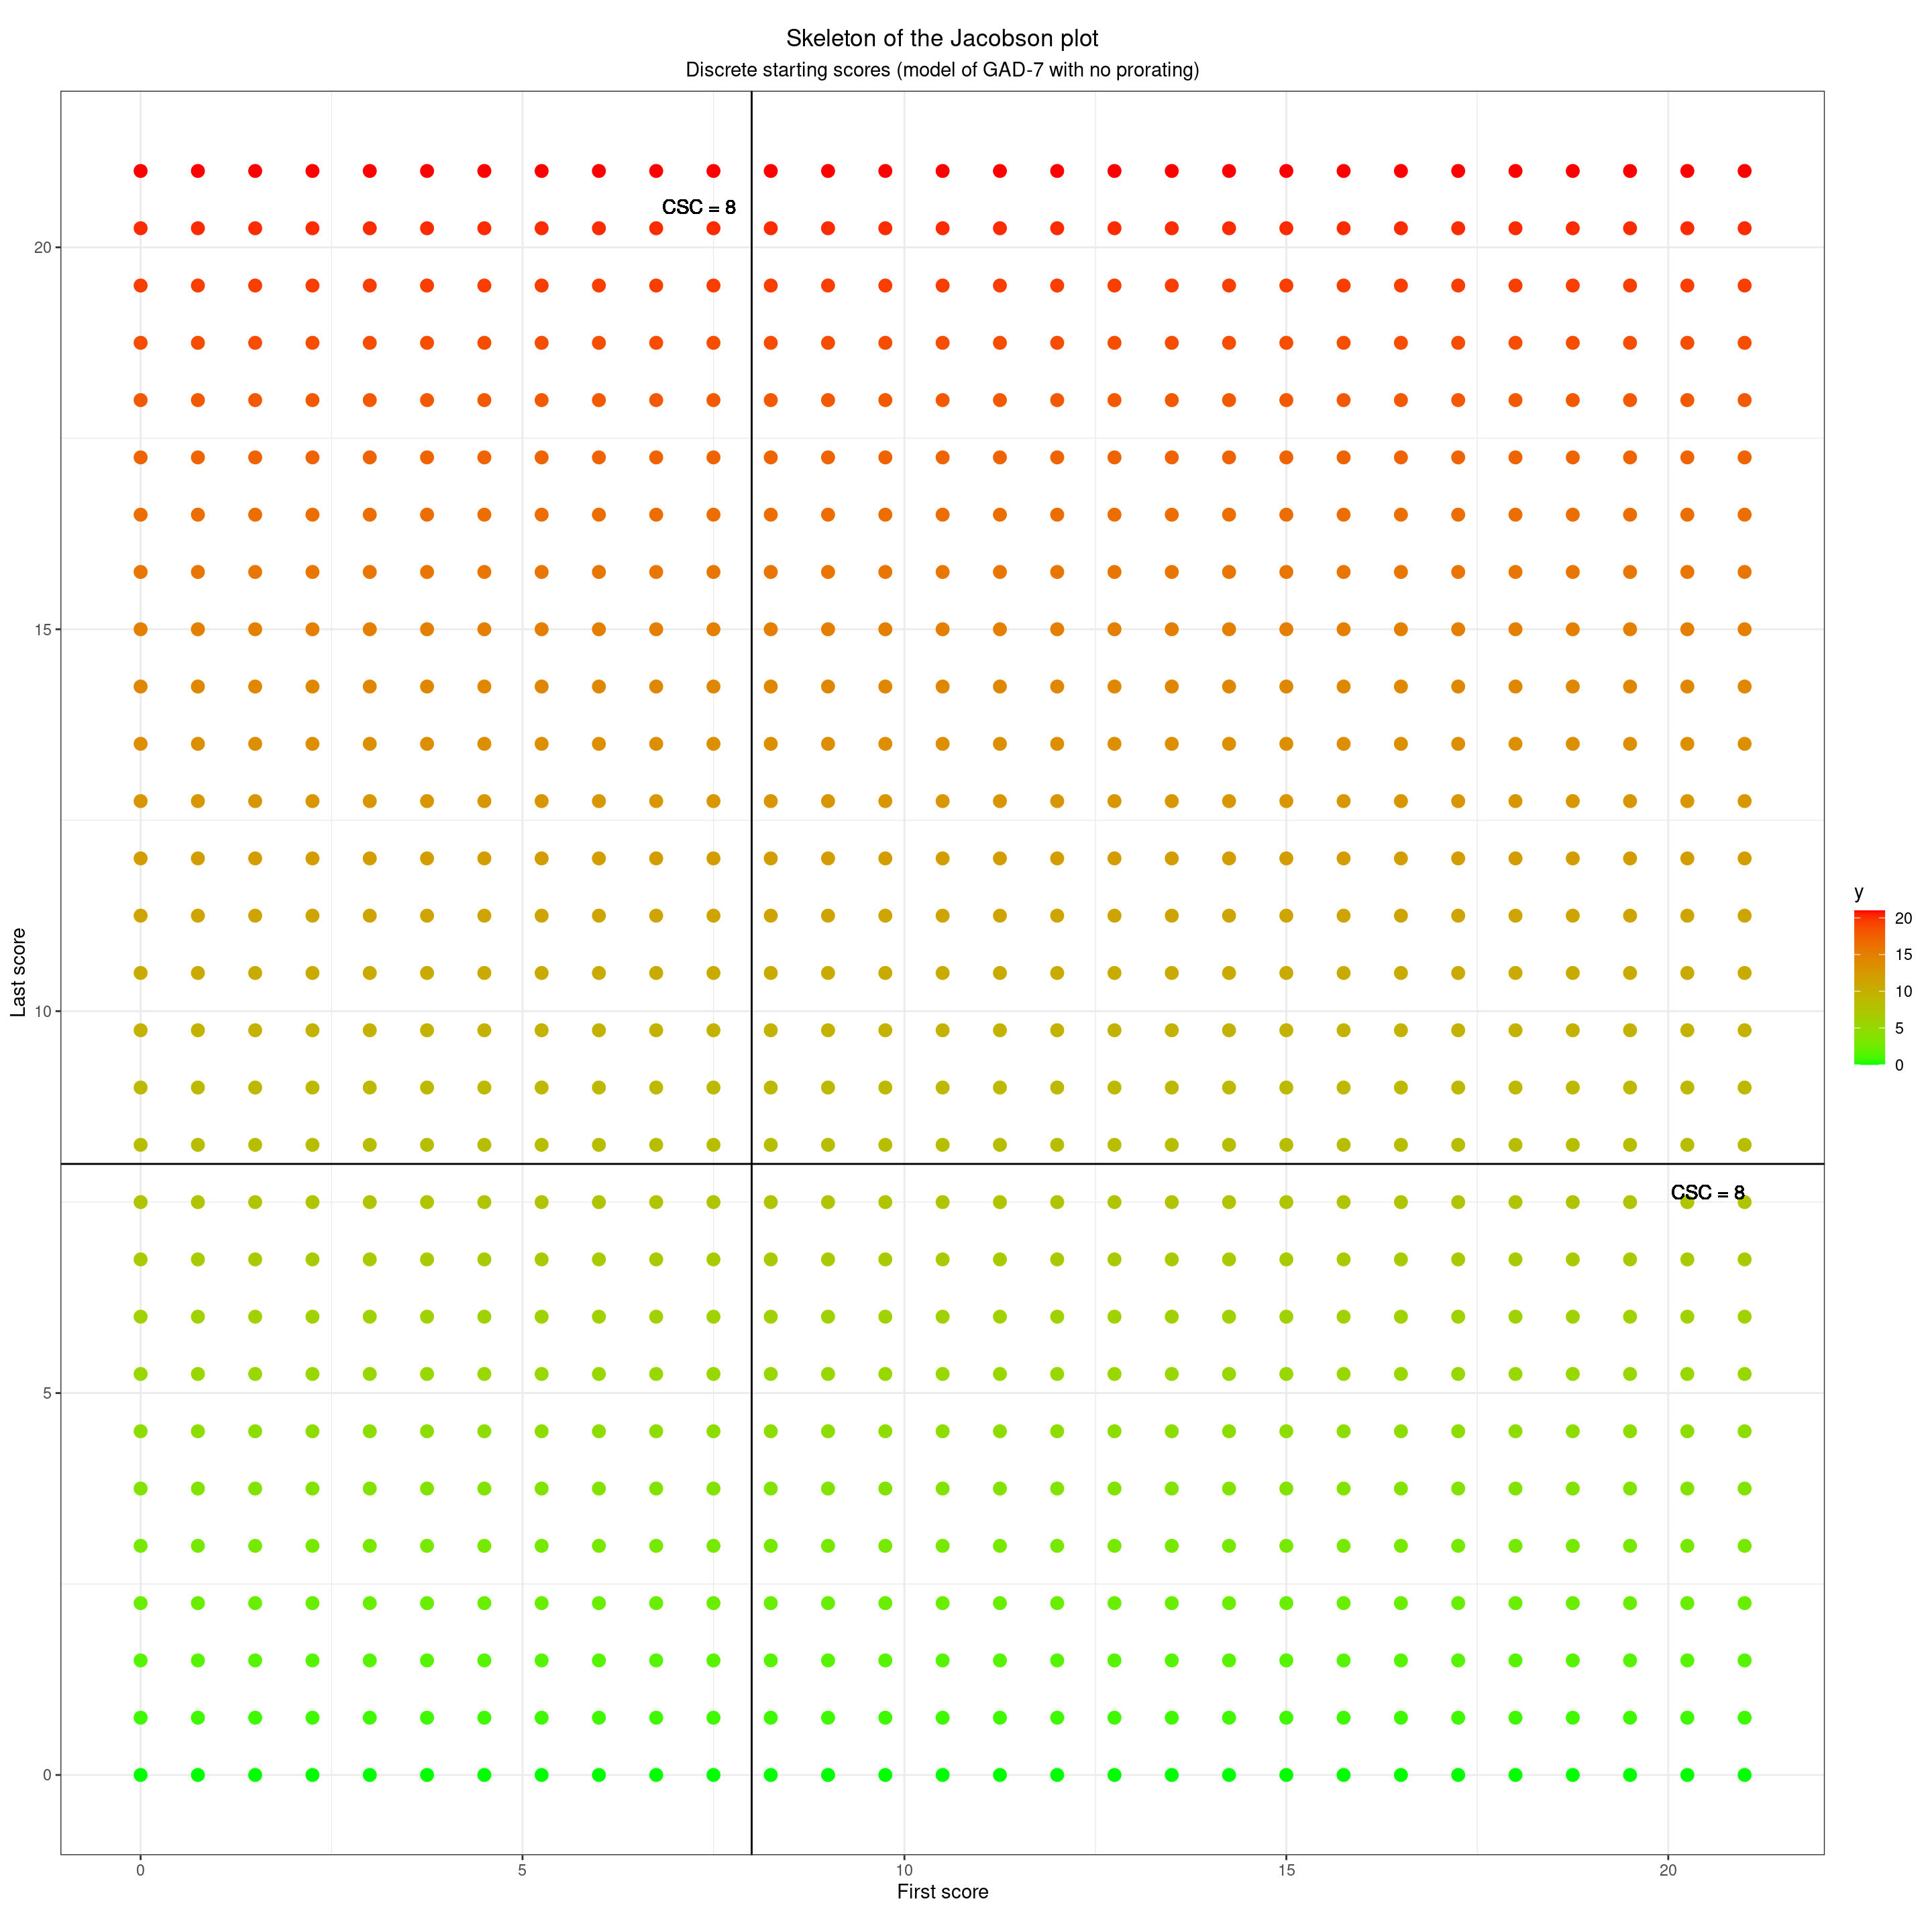 Skeleton of the Jacobson plot
Discrete starting scores (model of GAD-7 with no prorating)
CSC = 8
20
15
10
5
0
Last score
CSC = 8
y
20
15
10
5
0
0
5
10
15
20
First score